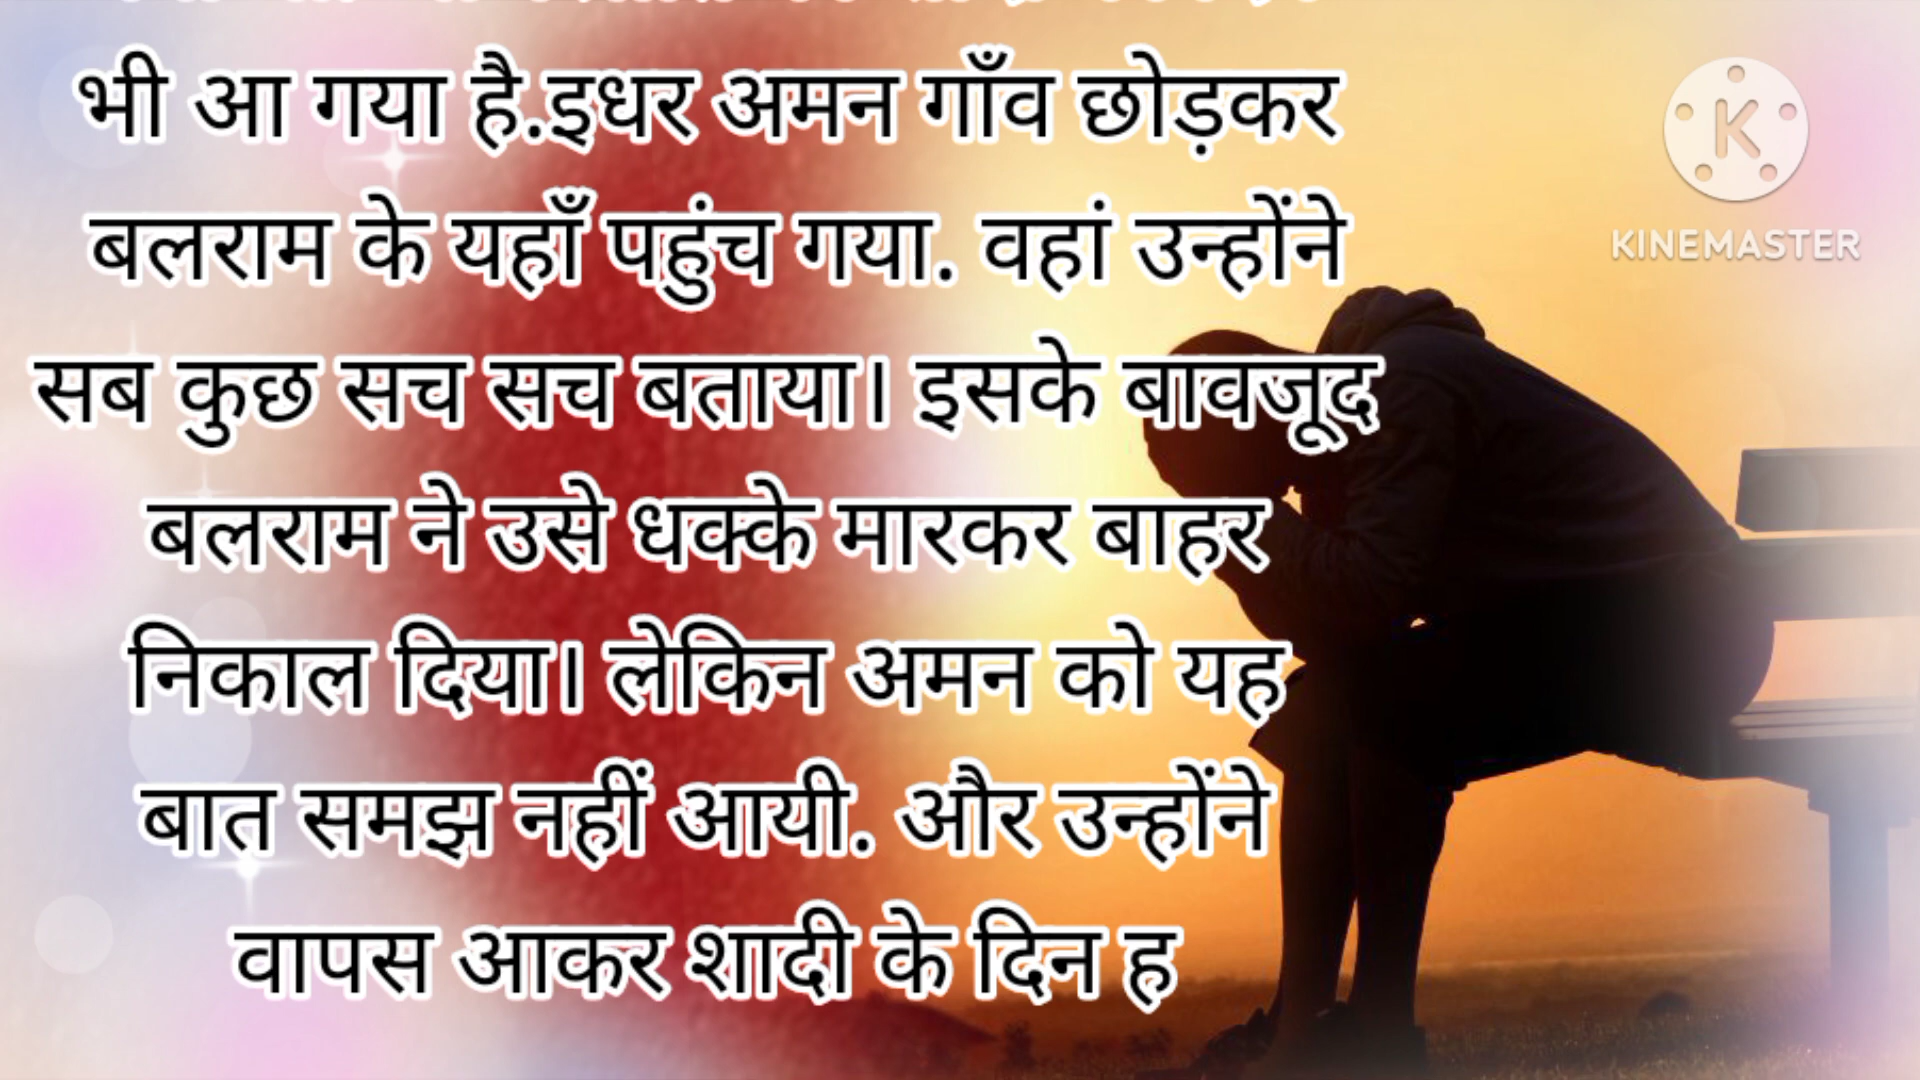 भी आ गया है.इधर अमन गाँव छोड़कर
बलराम के यहाँ पहुंच गया. वहां उन्होंने
सब कुछ सच सच बताया। इसके बावजूद
बलराम ने उसे धक्के मारकर बाहर
निकाल दिया। लेकिन अमन को यह
बात समझ नहीं आयी. और उन्होंने
वापस आकर शादी के दिन ह
K
KINEMASTER